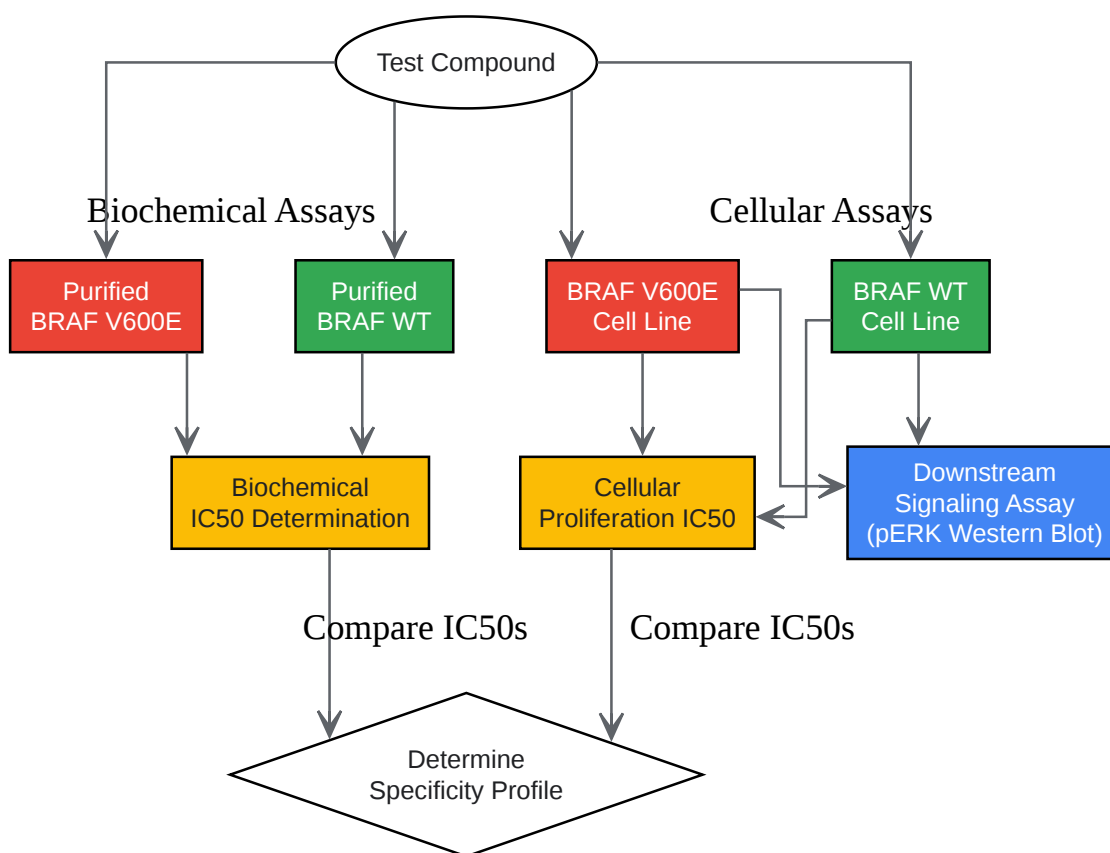 Test Compound
Biochemical Assays
Cellular Assays
Purified
BRAF V600E
Purified
BRAF WT
BRAF V600E
Cell Line
BRAF WT
Cell Line
Biochemical
IC50 Determination
Cellular
Proliferation IC50
Downstream
Signaling Assay
(pERK Western Blot)
Compare IC50s
Compare IC50s
Determine
Specificity Profile